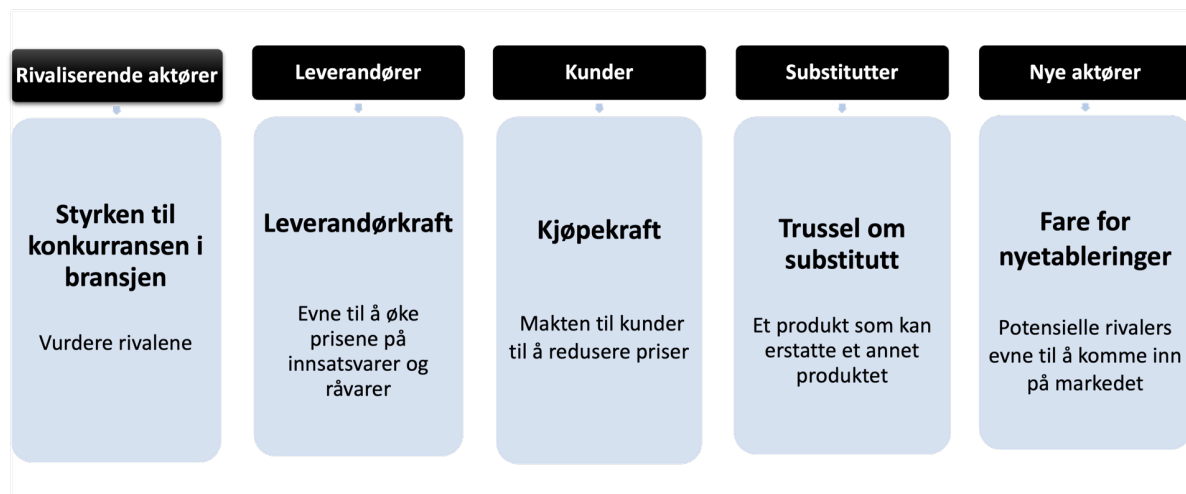 Rivaliserende aktører
Styrken til
konkurransen i
bransjen
Vurdere rivalene
Leverandører
Leverandørkraft
Evne til å øke
prisene på
innsatsvarer og
råvarer
Kunder
Kjøpekraft
Makten til kunder
til å redusere priser
Substitutter
Trussel om
substitutt
Et produkt som kan
erstatte et annet
produktet
Nye aktører
Fare for
nyetableringer
Potensielle rivalers
evne til å komme inn
på markedet